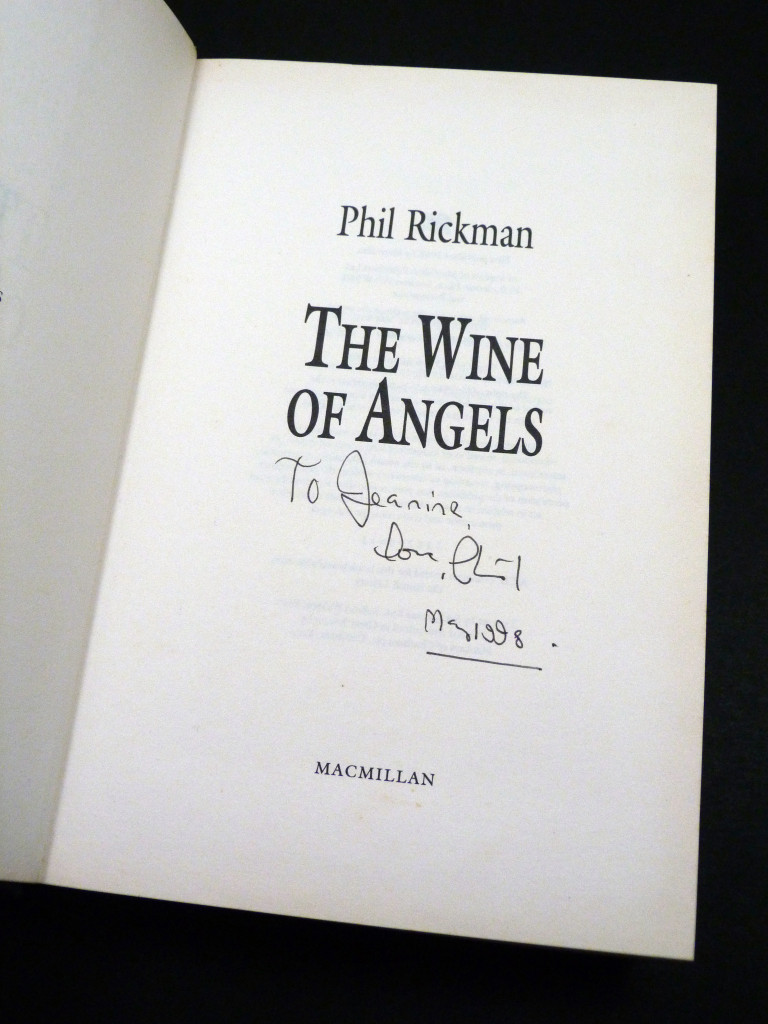 Phil Rickman
THE WINE
OF ANGELS
To Jeanine,
Love, Phil
May 1998.
MACMILLAN